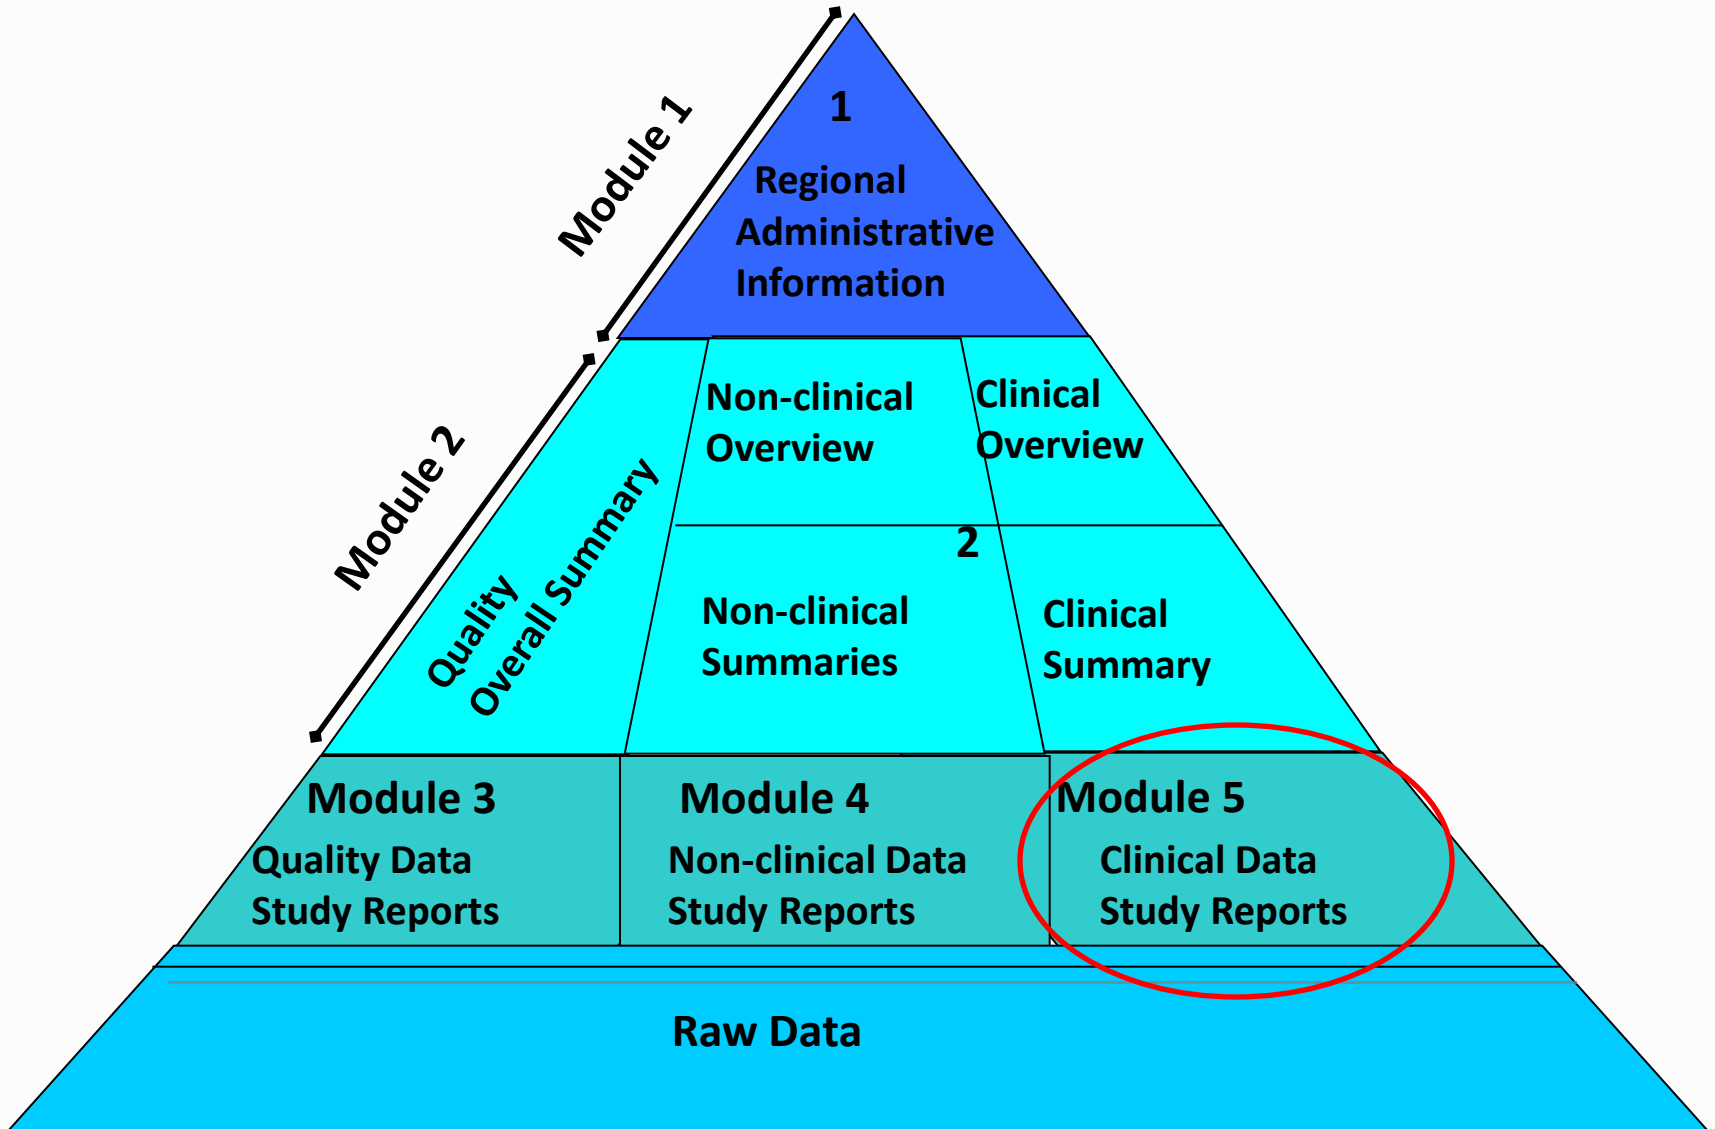 Module 1
1
Regional
Administrative
Information
Module 2
Quality
Overall Summary
Non-clinical
Overview
Clinical
Overview
2
Non-clinical
Summaries
Clinical
Summary
Module 3
Quality Data
Study Reports
Module 4
Non-clinical Data
Study Reports
Module 5
Clinical Data
Study Reports
Raw Data